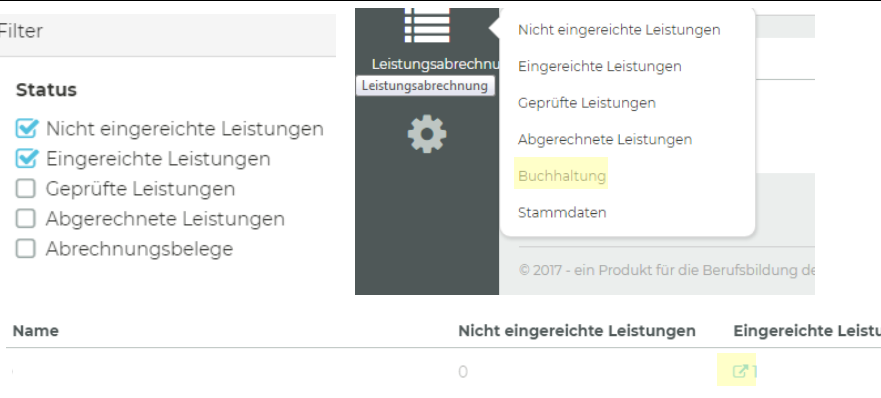 Filter
Status
Nicht eingereichte Leistungen
Eingereichte Leistungen
Geprüfte Leistungen
Abgerechnete Leistungen
Abrechnungsbelege
Leistungsabrechnu
Leistungsabrechnung
Nicht eingereichte Leistungen
Eingereichte Leistungen
Geprüfte Leistungen
Abgerechnete Leistungen
Buchhaltung
Stammdaten
© 2017 - ein Produkt für die Berufsbildung de
Name Nicht eingereichte Leistungen Eingereichte Leistu
0 1